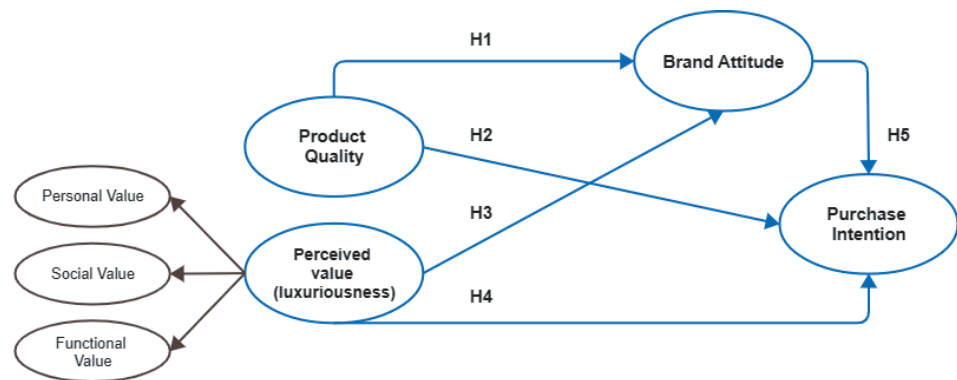 H1
Brand Attitude
Product
Quality
H2
H5
Personal Value
H3
Purchase
Intention
Social Value
Perceived
value
(luxuriousness)
H4
Functional
Value